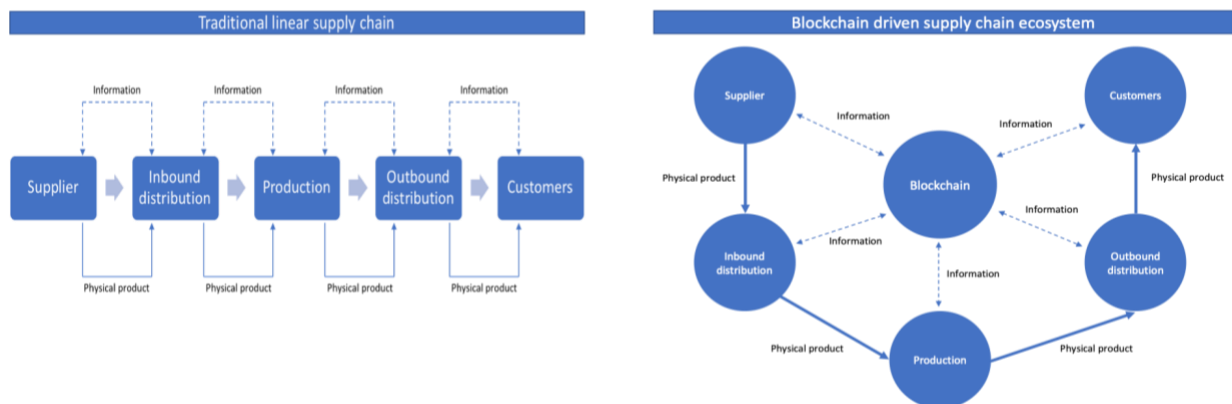 Traditional linear supply chain
Information
Information
Information
Information
Supplier
Inbound
distribution
Production
Outbound
distribution
Customers
Physical product
Physical product
Physical product
Physical product
Blockchain driven supply chain ecosystem
Supplier
Customers
Information
Information
Blockchain
Physical product
Physical product
Information
Information
Inbound
distribution
Outbound
distribution
Information
Physical product
Physical product
Production